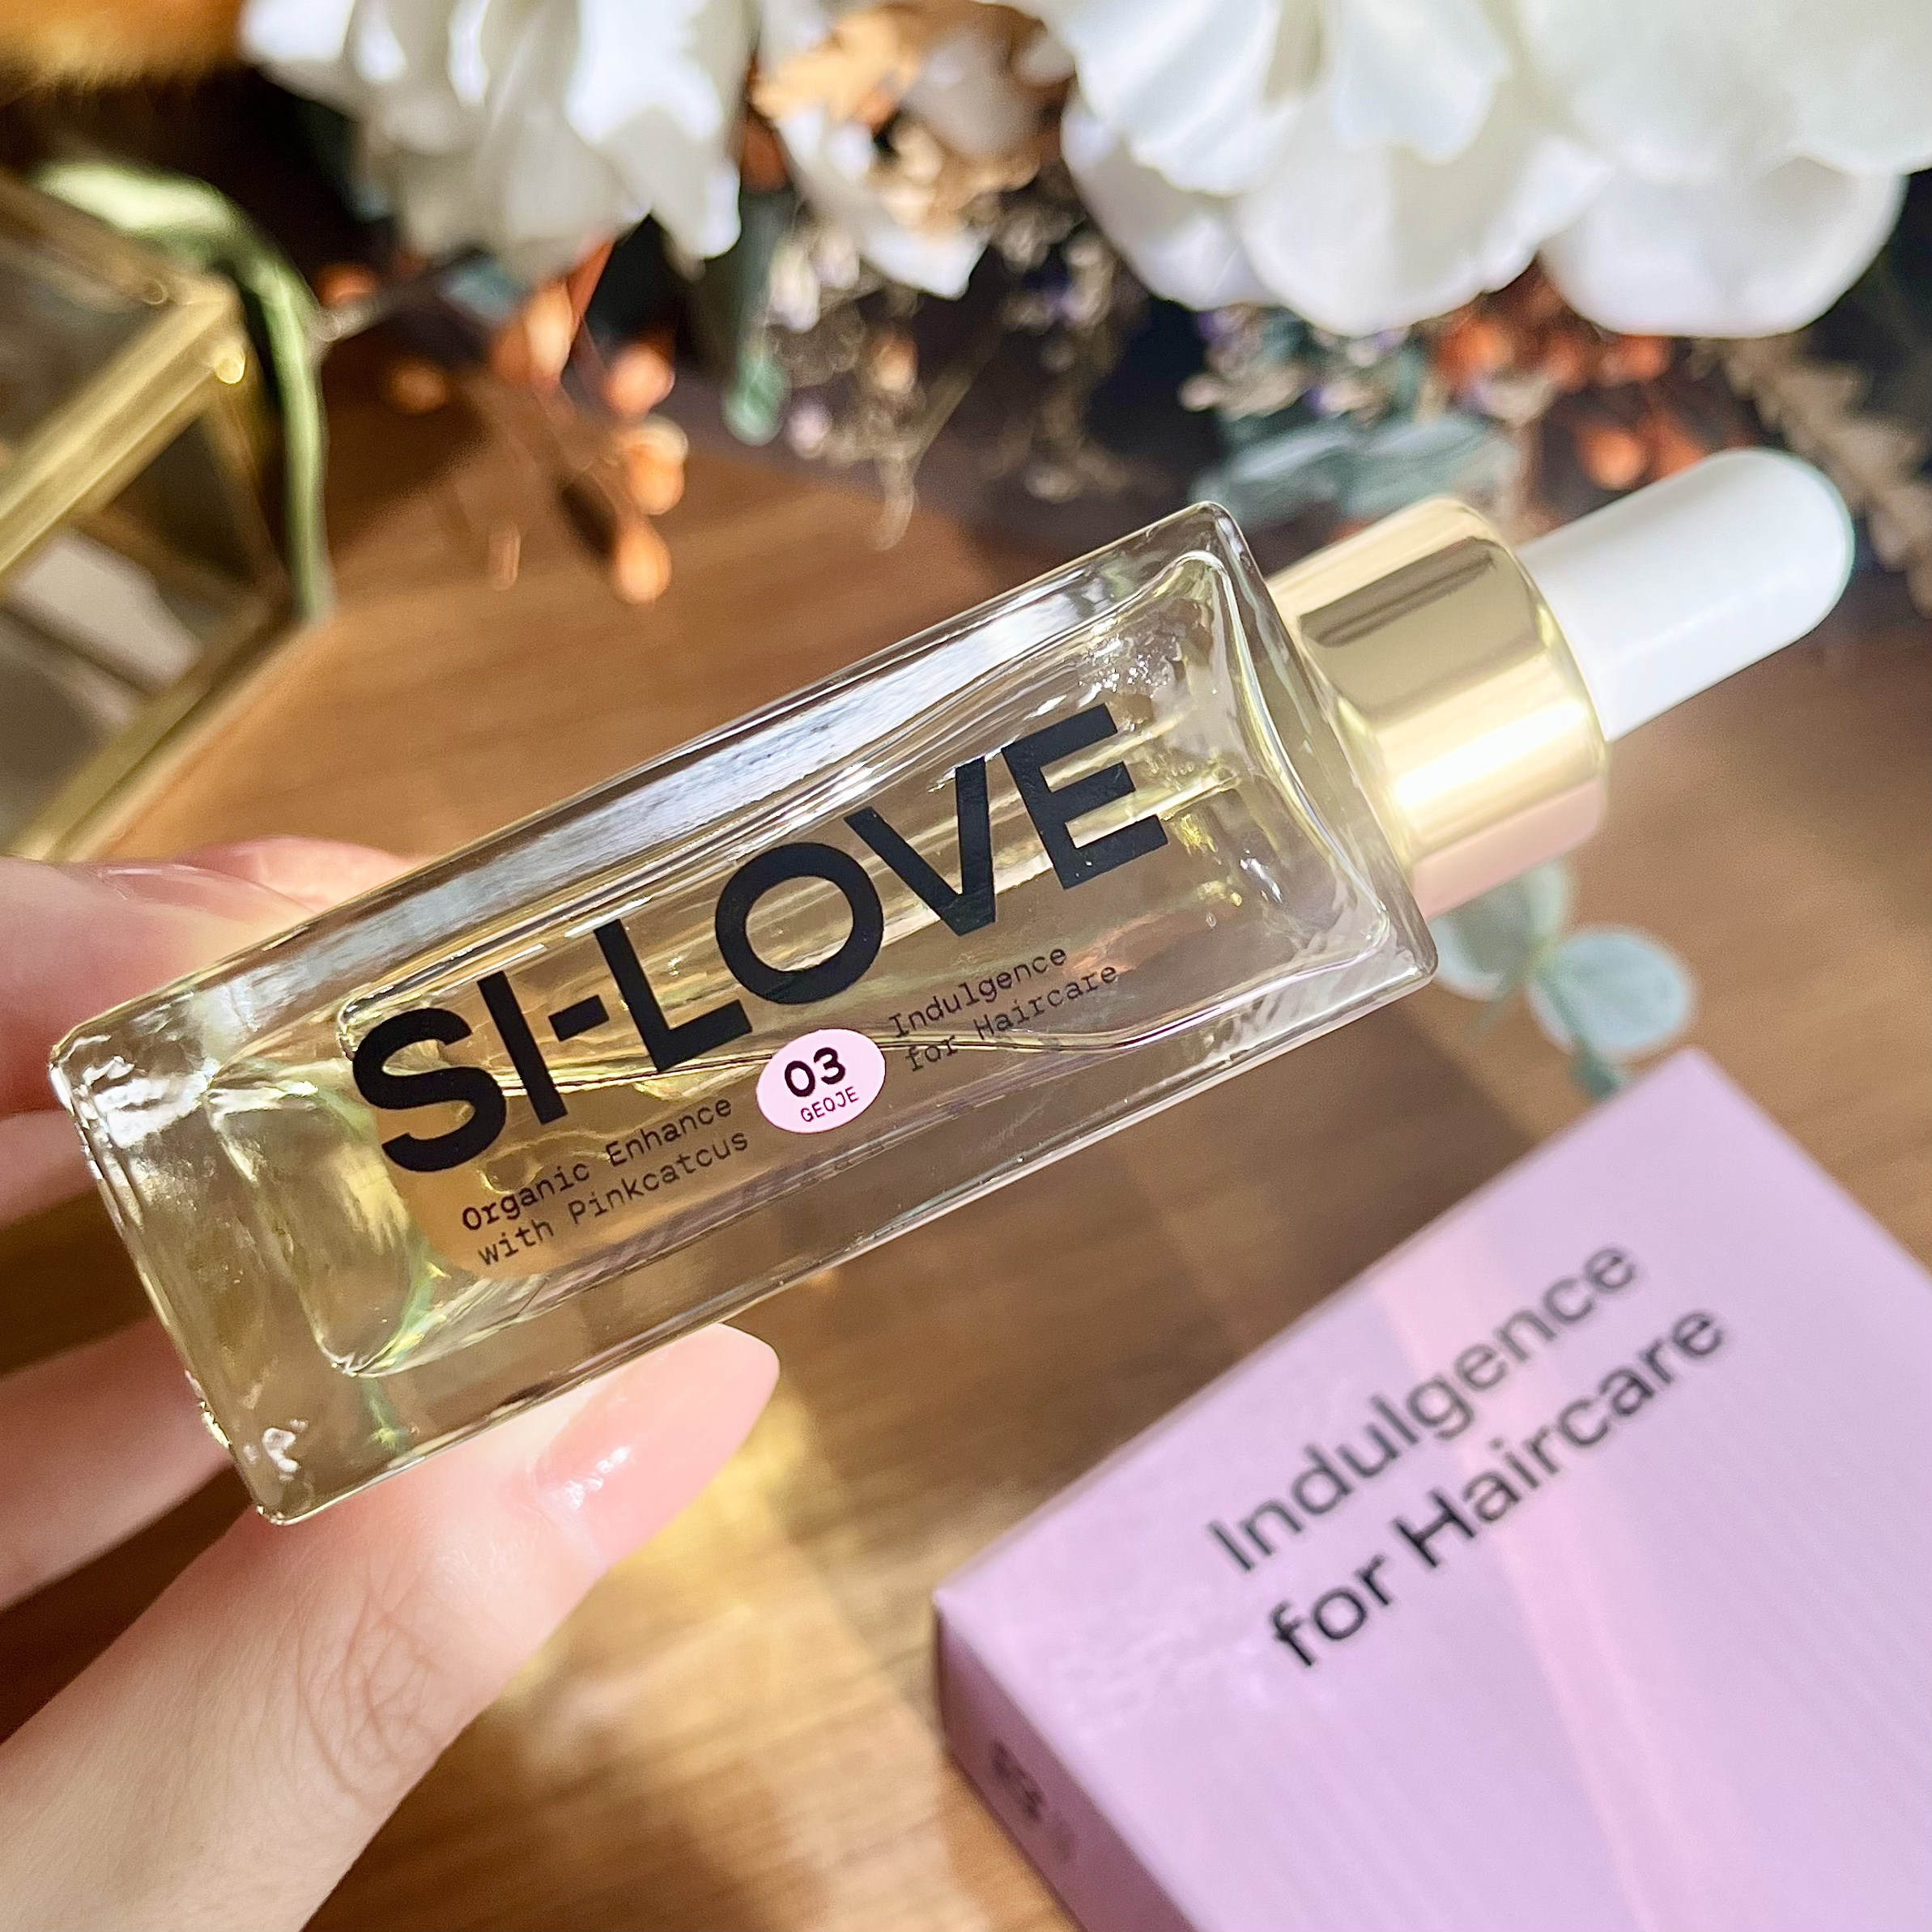 SI-LOVE
Organic Enhance
with Pinkcatcus
03
GEOJE
Indulgence
for Haircare
Indulgence
for Haircare